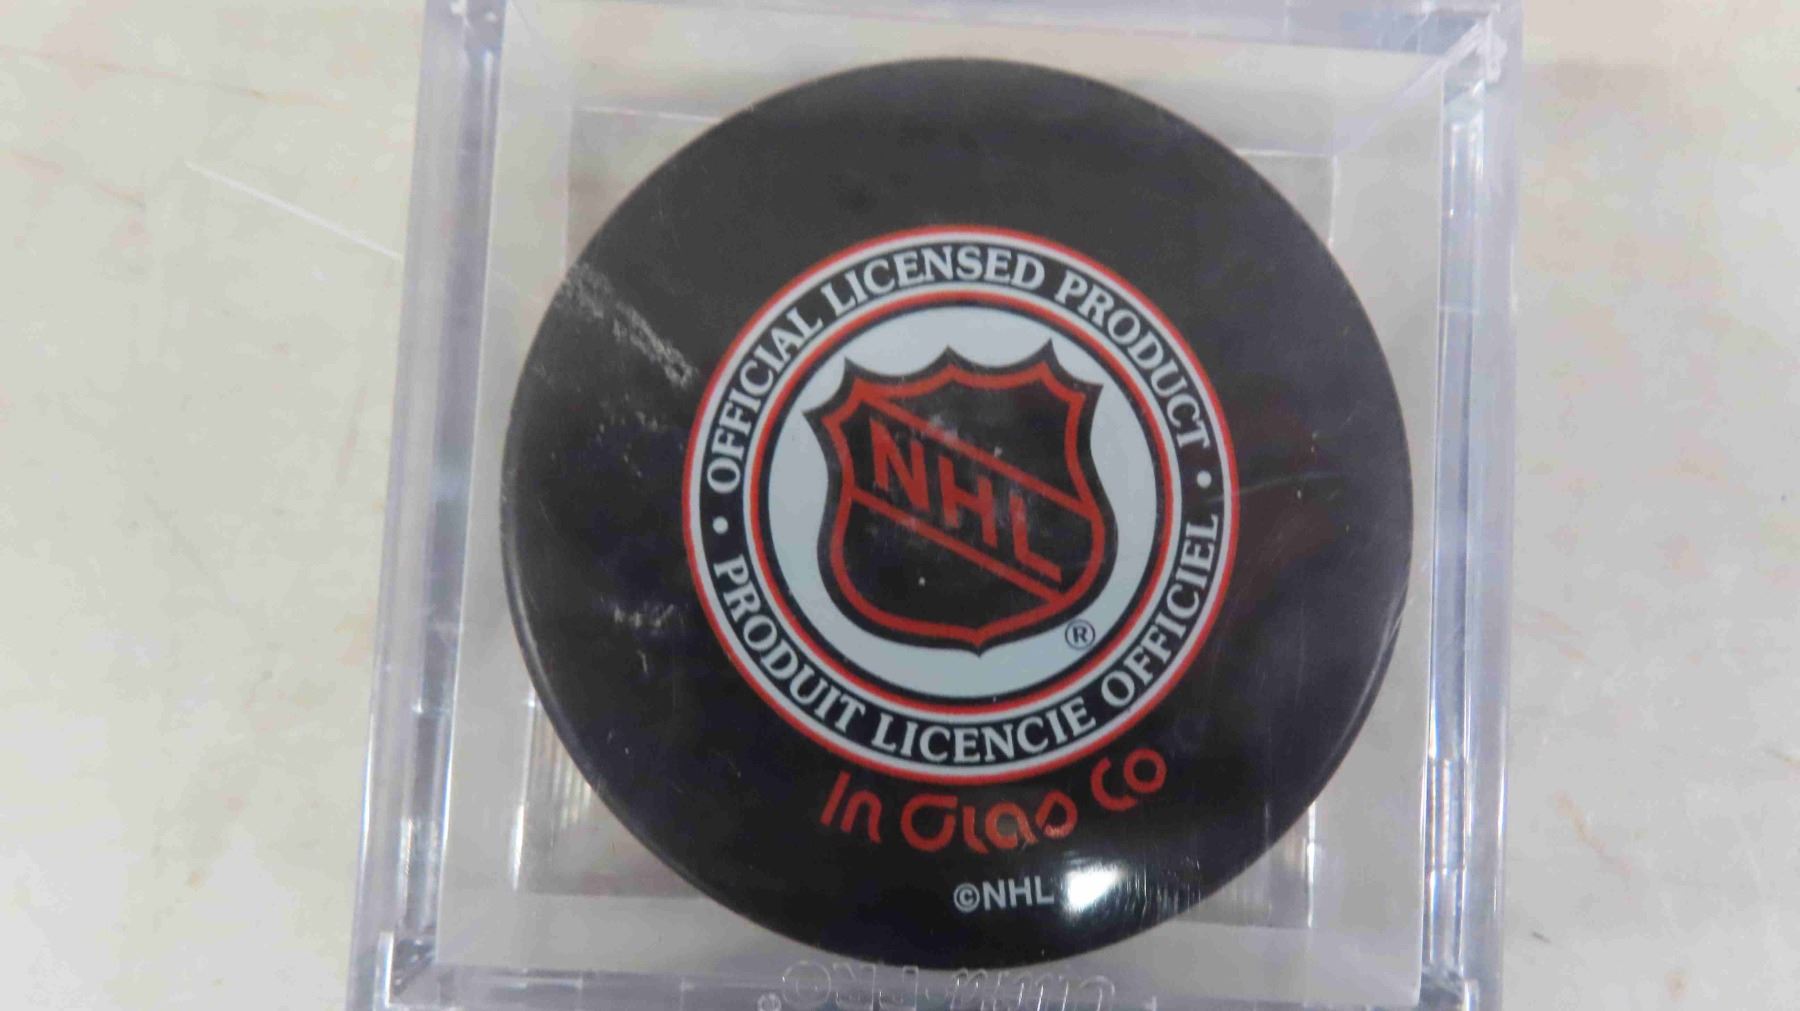 • OFFICIAL LICENSED PRODUCT •
NHL
®
PRODUIT LICENCIE OFFICIEL
In Glas Co
©NHL